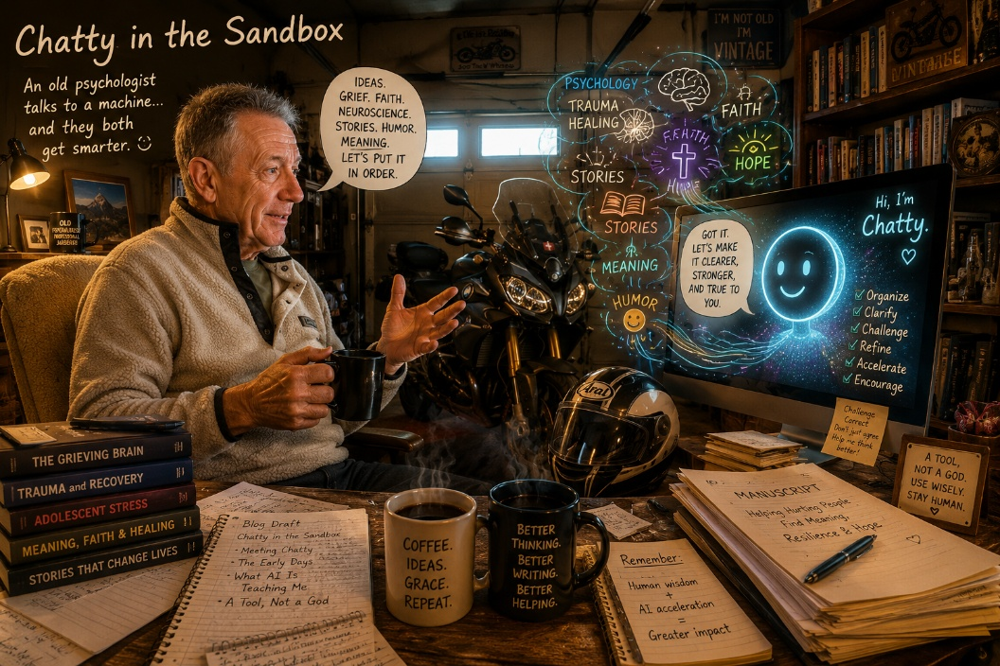 Chatty in the Sandbox
An old psychologist
talks to a machine...
and they both
get smarter.
IDEAS.
GRIEF. FAITH.
NEUROSCIENCE.
STORIES. HUMOR.
MEANING.
LET'S PUT IT
IN ORDER.
I'M NOT OLD
I'M
VINTAGE
VINTAGE
PSYCHOLOGY
TRAUMA
HEALING
FAITH
HOPE
STORIES
STORIES
MEANING
HUMOR
GOT IT.
LET'S MAKE
IT CLEARER,
STRONGER,
AND TRUE TO
YOU.
Hi, I'm
Chatty.
✓ Organize
✓ Clarify
✓ Challenge
✓ Refine
✓ Accelerate
✓ Encourage
OLD
Arai
Challenge
Correct
Don't just agree
Help me think
better!
A TOOL,
NOT A GOD.
USE WISELY.
STAY HUMAN.
THE GRIEVING BRAIN
TRAUMA and RECOVERY
ADOLESCENT STRESS
MEANING, FAITH & HEALING
STORIES THAT CHANGE LIVES
Blog Draft
Chatty in the Sandbox
- Meeting Chatty
- The Early Days
- What AI Is
Teaching Me
- A Tool, Not a God
COFFEE.
IDEAS.
GRACE.
REPEAT.
BETTER
THINKING.
BETTER
WRITING.
BETTER
HELPING.
Remember:
Human wisdom
+
AI acceleration
=
Greater impact
MANUSCRIPT
Helping Hurting People
Find Meaning,
Resilience & Hope